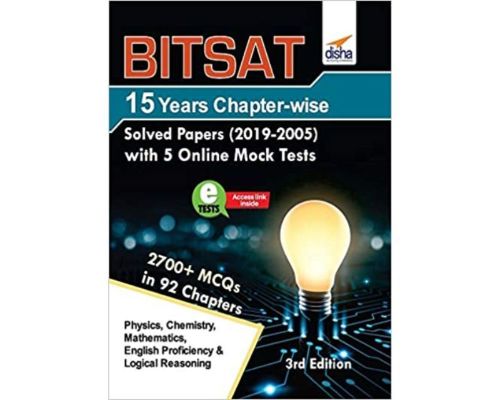 BITSAT
disha
15 Years Chapter-wise
Solved Papers (2019-2005)
with 5 Online Mock Tests
e
TESTS
Access link
inside
2700+ MCQs
in 92 Chapters
Physics, Chemistry,
Mathematics,
English Proficiency &
Logical Reasoning
3rd Edition